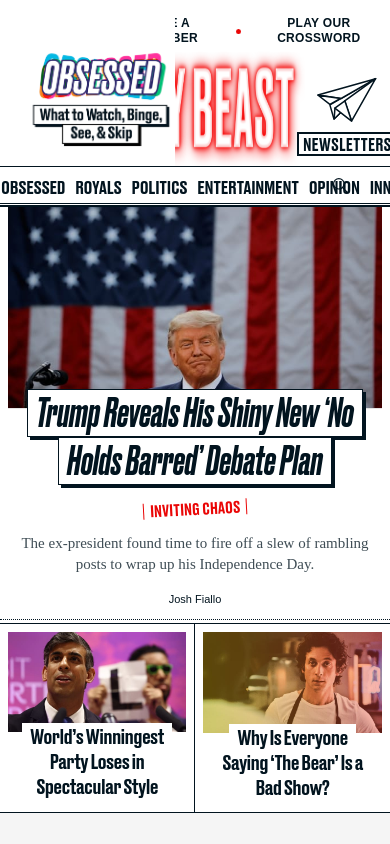 E A
BER
PLAY OUR
CROSSWORD
OBSESSED
What to Watch, Binge,
See, & Skip
Y BEAST
NEWSLETTERS
OBSESSED ROYALS POLITICS ENTERTAINMENT OPINION INN
Trump Reveals His Shiny New ‘No
Holds Barred’ Debate Plan
INVITING CHAOS
The ex-president found time to fire off a slew of rambling
posts to wrap up his Independence Day.
Josh Fiallo
World’s Winningest
Party Loses in
Spectacular Style
Why Is Everyone
Saying ‘The Bear’ Is a
Bad Show?